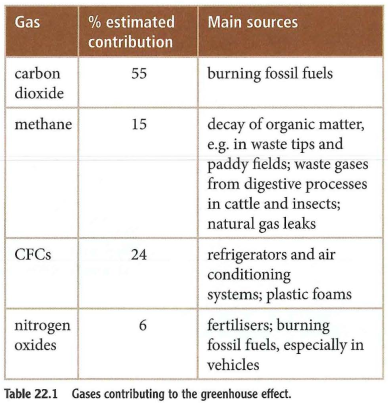 Gas % estimated contribution Main sources
carbon dioxide 55 burning fossil fuels
methane 15 decay of organic matter,
e.g. in waste tips and
paddy fields; waste gases
from digestive processes
in cattle and insects;
natural gas leaks
CFCs 24 refrigerators and air
conditioning
systems; plastic foams
nitrogen oxides 6 fertilisers; burning
fossil fuels, especially in
vehicles
Table 22.1 Gases contributing to the greenhouse effect.